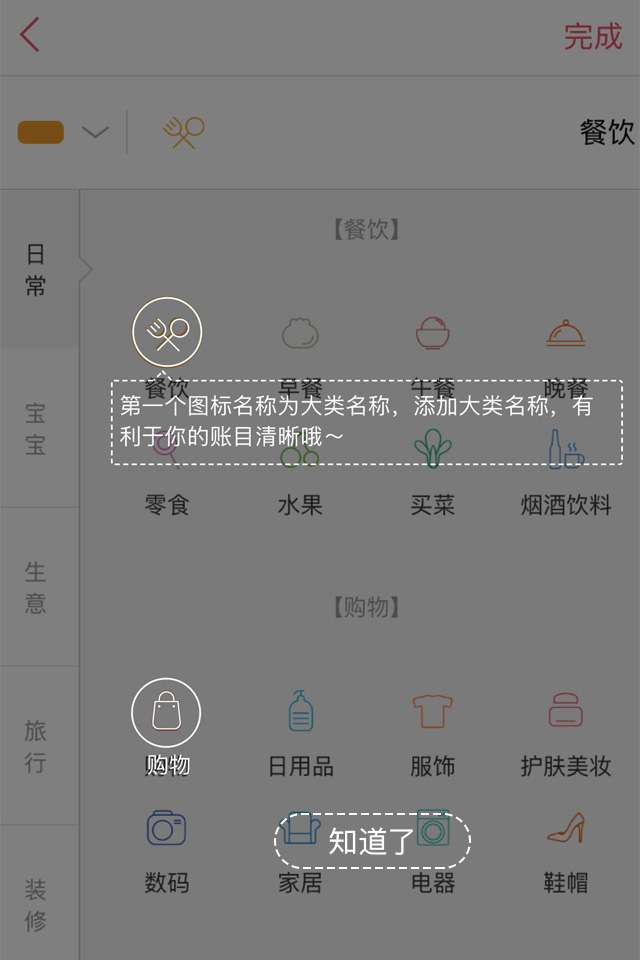 完成
餐饮
日常
【餐饮】
餐饮 早餐 午餐 晚餐
第一个图标名称为大类名称，添加大类名称，有
利于你的账目清晰哦～
宝宝
零食 水果 买菜 烟酒饮料
生意
【购物】
旅行
购物 日用品 服饰 护肤美妆
知道了
数码 家居 电器 鞋帽
装修